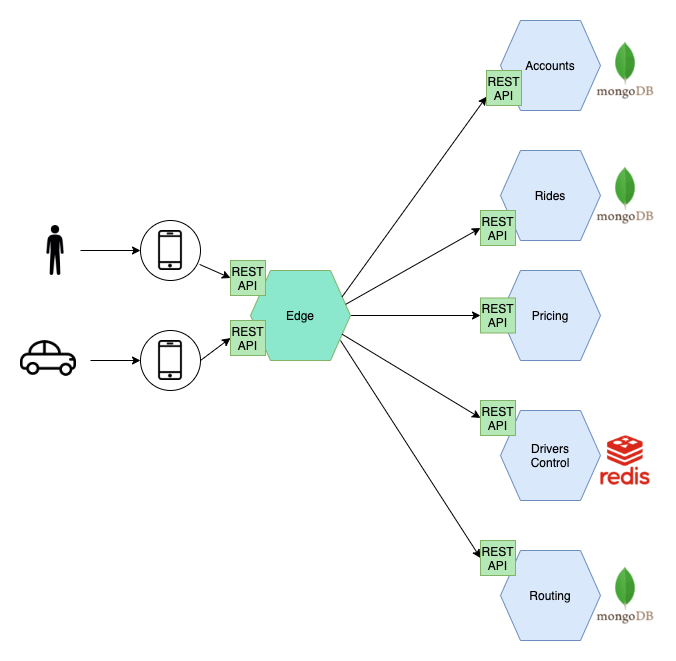 Accounts
REST
API
mongoDB
Rides
REST
API
mongoDB
REST
API
Edge
REST
API
REST
API
Pricing
REST
API
Drivers
Control
redis
REST
API
Routing
mongoDB